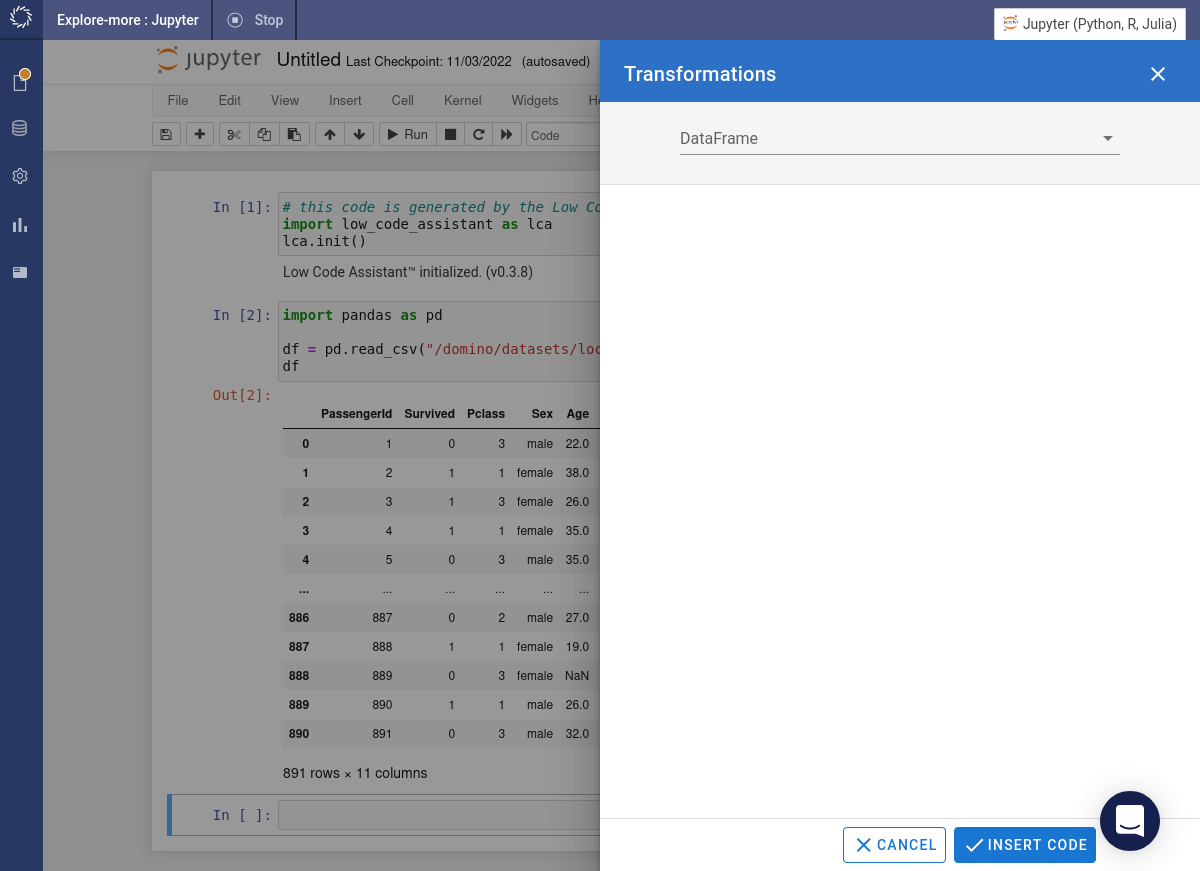 Explore-more : Jupyter
Stop
Jupyter (Python, R, Julia)
jupyter Untitled Last Checkpoint: 11/03/2022 (autosaved)
File Edit View Insert Cell Kernel Widgets
Run Code
In [1]: # this code is generated by the Low
import low_code_assistant as lca
lca.init()
Low Code Assistant™ initialized. (v0.3.8)
In [2]: import pandas as pd
df = pd.read_csv("/domino/datasets/loc
df
Out[2]:
PassengerId Survived Pclass Sex Age
0 1 0 3 male 22.0
1 2 1 1 female 38.0
2 3 1 3 female 26.0
3 4 1 1 female 35.0
4 5 0 3 male 35.0
... ... ... ... ... ...
886 887 0 2 male 27.0
887 888 1 1 female 19.0
888 889 0 3 female NaN
889 890 1 1 male 26.0
890 891 0 3 male 32.0
891 rows × 11 columns
In [ ]:
Transformations
DataFrame
CANCEL
INSERT CODE